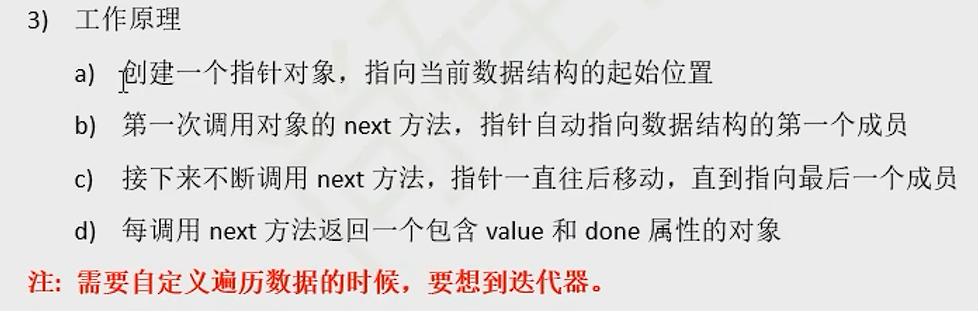 3) 工作原理
a) 创建一个指针对象，指向当前数据结构的起始位置
b) 第一次调用对象的 next 方法，指针自动指向数据结构的第一个成员
c) 接下来不断调用 next 方法，指针一直往后移动，直到指向最后一个成员
d) 每调用 next 方法返回一个包含 value 和 done 属性的对象
注: 需要自定义遍历数据的时候，要想到迭代器。